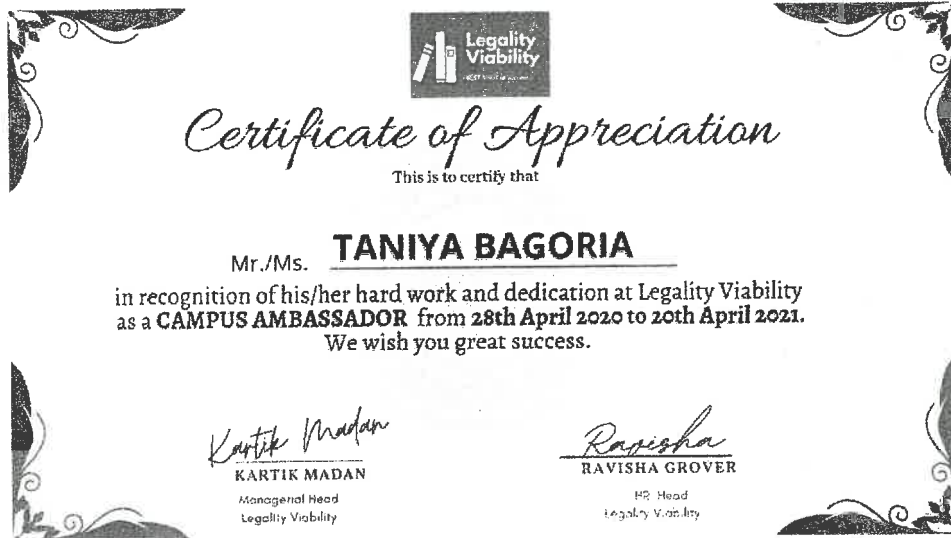 Legality
Viability
Certificate of Appreciation
This is to certify that
Mr./Ms. TANIYA BAGORIA
in recognition of his/her hard work and dedication at Legality Viability
as a CAMPUS AMBASSADOR from 28th April 2020 to 20th April 2021.
We wish you great success.
Kartik Madan
KARTIK MADAN
Managerial Head
Legality Viability
Ravisha
RAVISHA GROVER
HR Head
Legality Viability